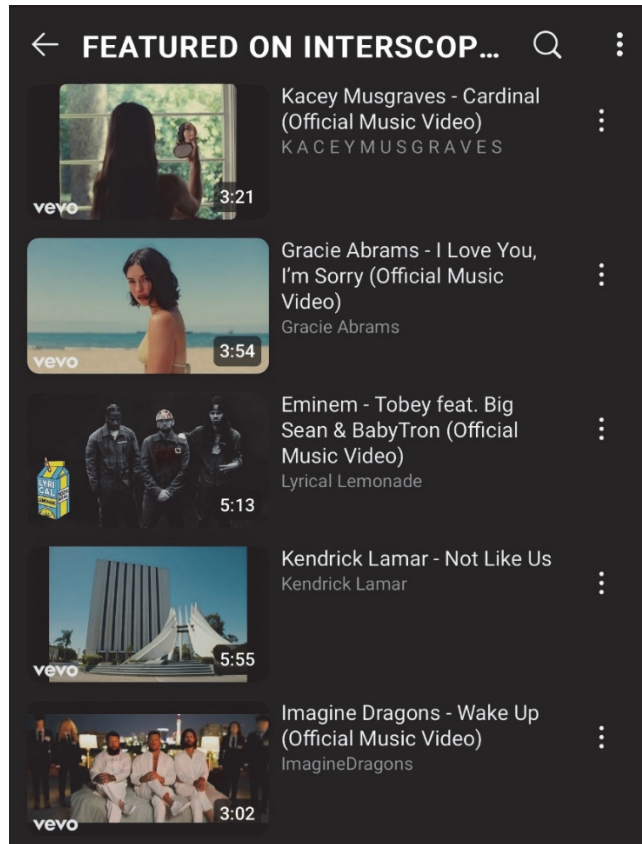 FEATURED ON INTERSCOP...
Kacey Musgraves - Cardinal
(Official Music Video)
KACEYMUSGRAVES
vevo
3:21
Gracie Abrams - I Love You,
I'm Sorry (Official Music
Video)
Gracie Abrams
vevo
3:54
Eminem - Tobey feat. Big
Sean & BabyTron (Official
Music Video)
Lyrical Lemonade
LYRI
CAL
5:13
Kendrick Lamar - Not Like Us
Kendrick Lamar
vevo
5:55
Imagine Dragons - Wake Up
(Official Music Video)
ImagineDragons
vevo
3:02